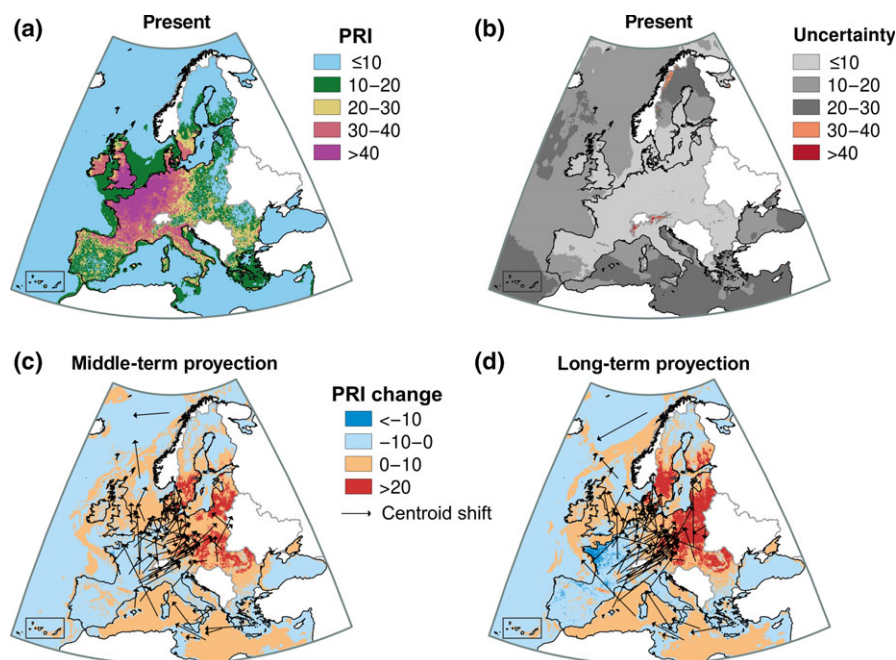 (a) Present
PRI
≤10
10–20
20–30
30–40
>40
(b) Present
Uncertainty
≤10
10–20
20–30
30–40
>40
(c) Middle-term proyection
PRI change
<-10
-10-0
0-10
>20
Centroid shift
(d) Long-term proyection